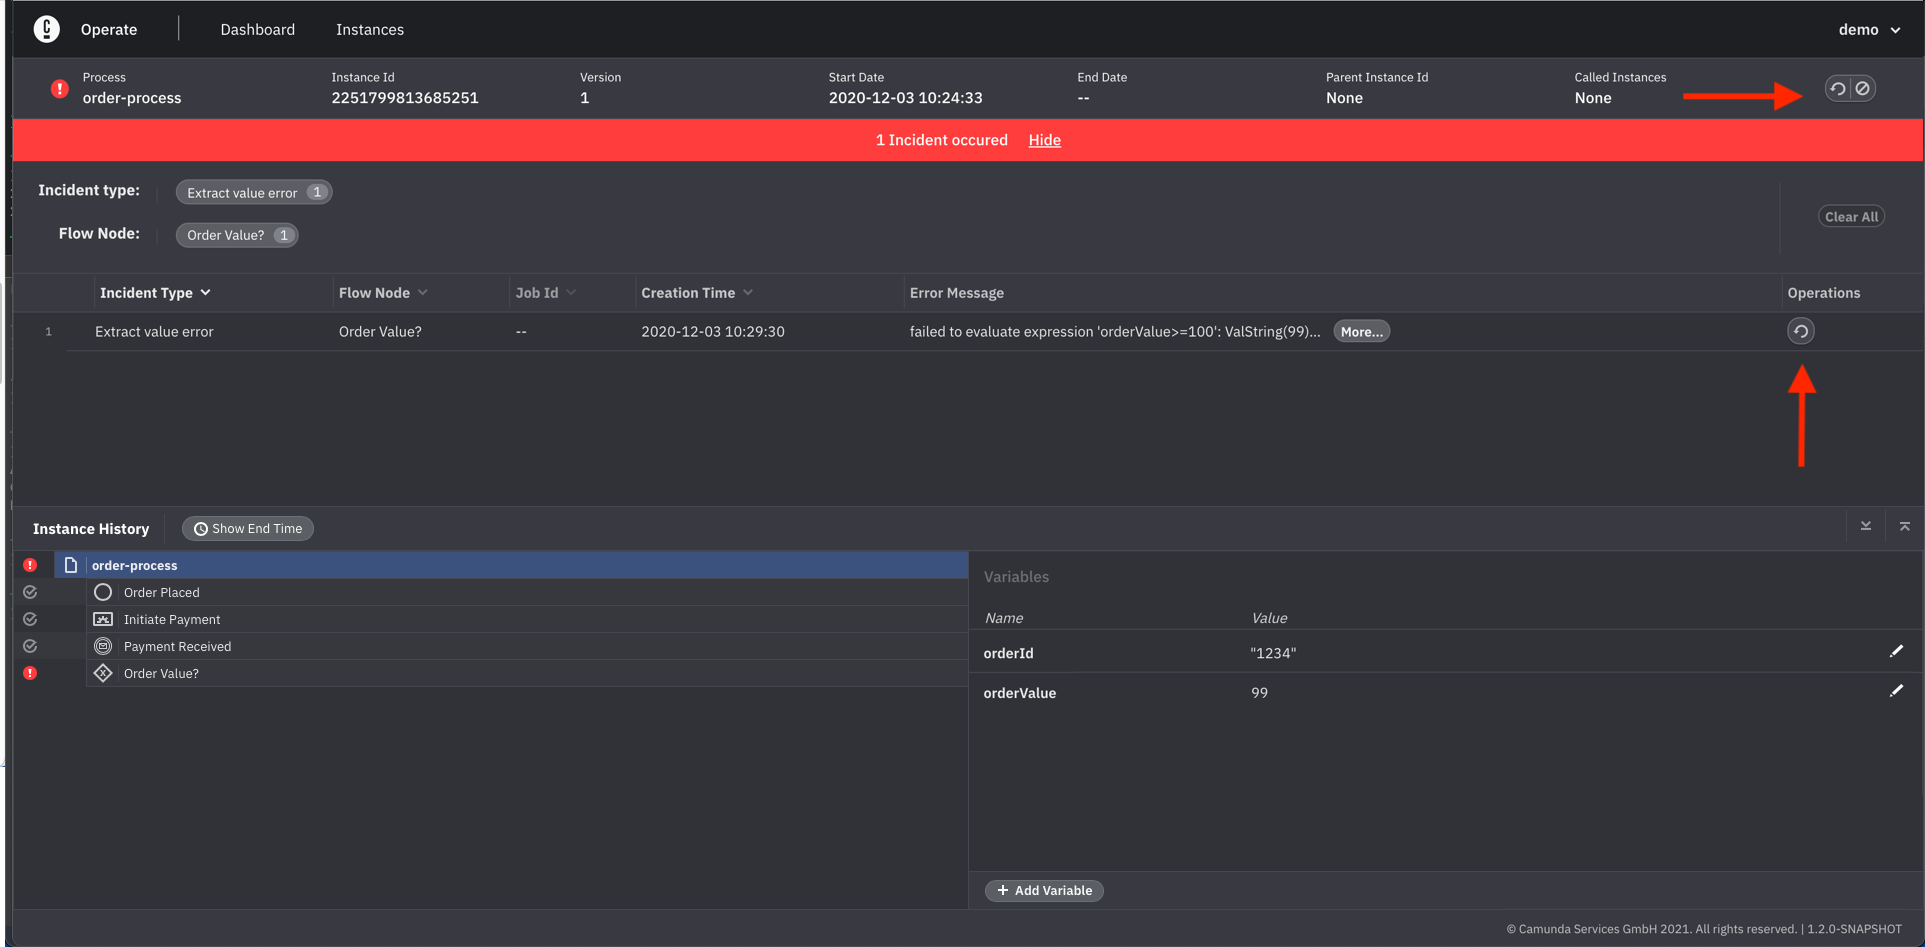 Operate Dashboard Instances demo
Process Instance Id Version Start Date End Date Parent Instance Id Called Instances
order-process 2251799813685251 1 2020-12-03 10:24:33 -- None None
1 Incident occured Hide
Incident type: Extract value error 1
Flow Node: Order Value? 1
Clear All
Incident Type Flow Node Job Id Creation Time Error Message Operations
1 Extract value error Order Value? -- 2020-12-03 10:29:30 failed to evaluate expression 'orderValue>=100': ValString(99)... More...
Instance History Show End Time
order-process
Order Placed
Initiate Payment
Payment Received
Order Value?
Variables
Name Value
orderId "1234"
orderValue 99
+ Add Variable
© Camunda Services GmbH 2021. All rights reserved. | 1.2.0-SNAPSHOT